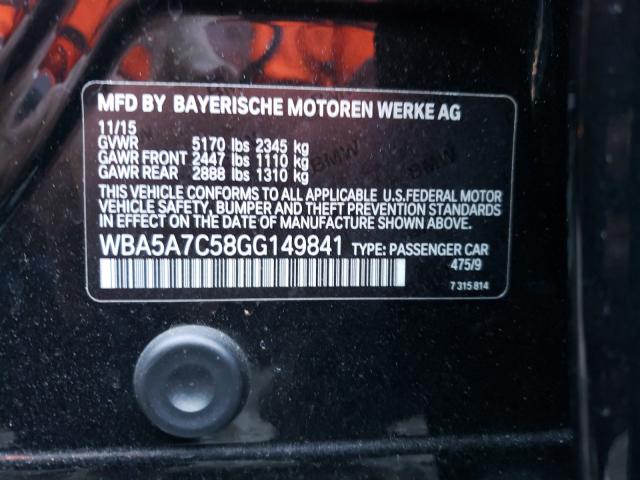 MFD BY BAYERISCHE MOTOREN WERKE AG
11/15
GVWR 5170 lbs 2345 kg
GAWR FRONT 2447 lbs 1110 kg
GAWR REAR 2888 lbs 1310 kg
THIS VEHICLE CONFORMS TO ALL APPLICABLE U.S.FEDERAL MOTOR
VEHICLE SAFETY, BUMPER AND THEFT PREVENTION STANDARDS
IN EFFECT ON THE DATE OF MANUFACTURE SHOWN ABOVE.
WBA5A7C58GG149841 TYPE: PASSENGER CAR
475/9
7 315 814